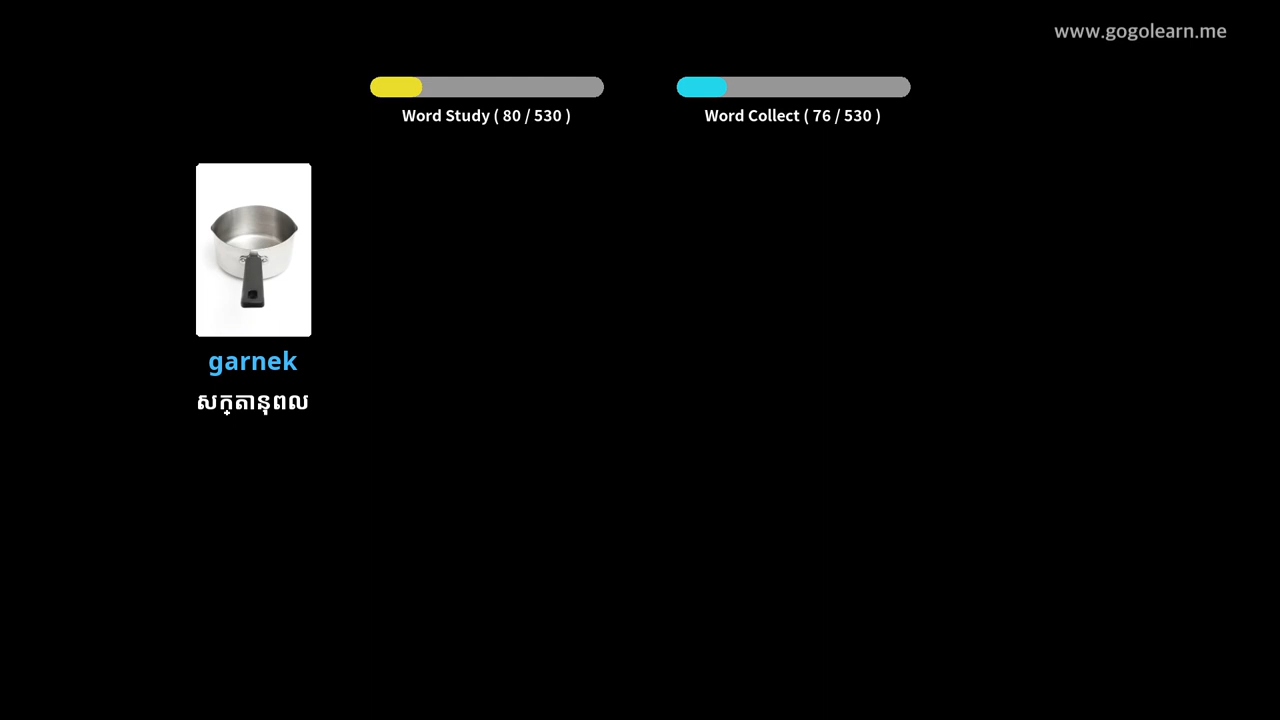 www.gogolearn.me
Word Study ( 80 / 530 )
Word Collect ( 76 / 530 )
garnek
សក្តានុពល